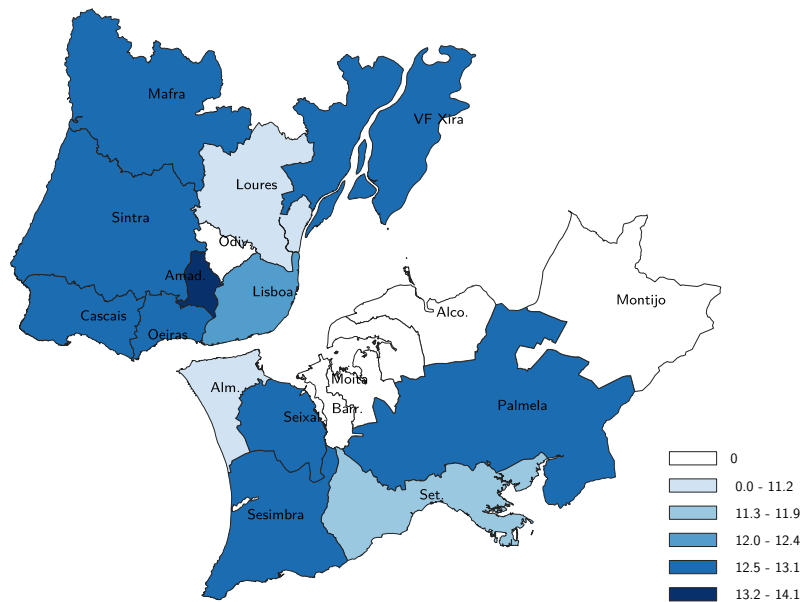 Mafra
VF Xira
Loures
Sintra
Odiv.
Amad.
Lisboa
Montijo
Cascais
Alco.
Oeiras
Moita
Alm.
Palmela
Barr.
Seixal
0
0.0 - 11.2
Set.
11.3 - 11.9
Sesimbra
12.0 - 12.4
12.5 - 13.1
13.2 - 14.1